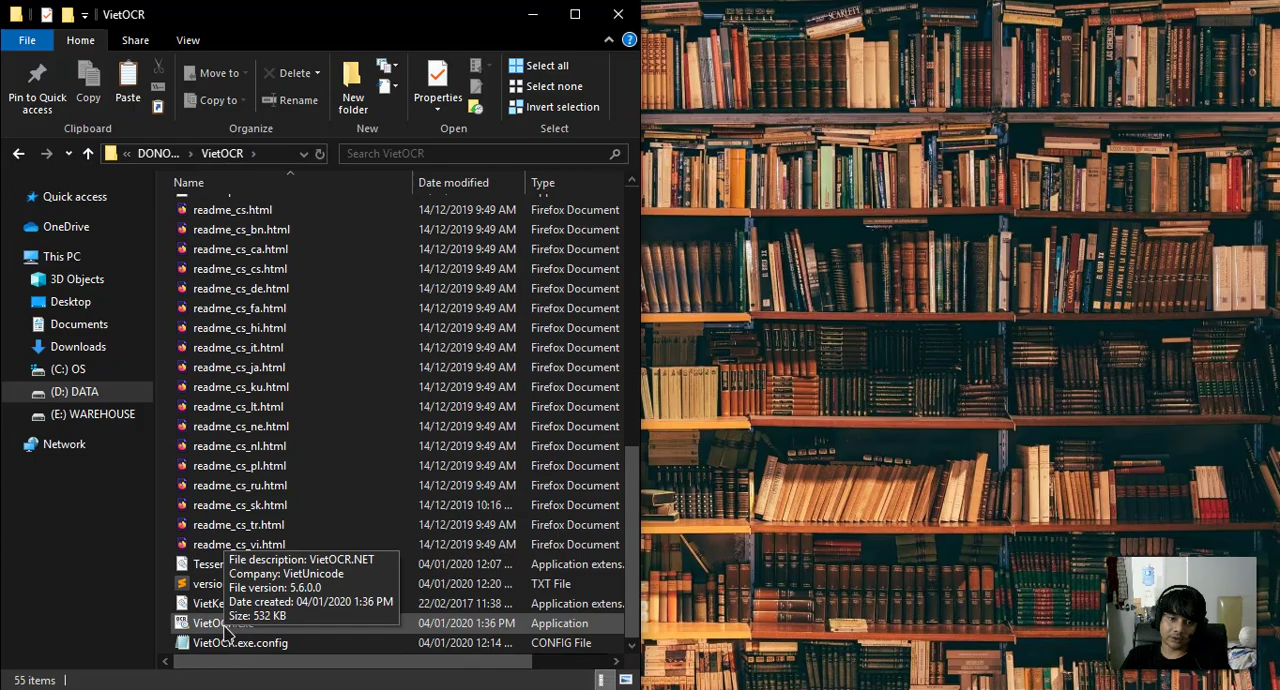 VietOCR
File Home Share View
Pin to Quick access
Copy
Paste
Move to
Copy to
Delete
Rename
New folder
Properties
Select all
Select none
Invert selection
Clipboard Organize New Open Select
« DONO... › VietOCR ›
Search VietOCR
Quick access
OneDrive
This PC
3D Objects
Desktop
Documents
Downloads
(C:) OS
(D:) DATA
(E:) WAREHOUSE
Network
Name Date modified Type
readme_cs.html 14/12/2019 9:49 AM Firefox Document
readme_cs_bn.html 14/12/2019 9:49 AM Firefox Document
readme_cs_ca.html 14/12/2019 9:49 AM Firefox Document
readme_cs_cs.html 14/12/2019 9:49 AM Firefox Document
readme_cs_de.html 14/12/2019 9:49 AM Firefox Document
readme_cs_fa.html 14/12/2019 9:49 AM Firefox Document
readme_cs_hi.html 14/12/2019 9:49 AM Firefox Document
readme_cs_it.html 14/12/2019 9:49 AM Firefox Document
readme_cs_ja.html 14/12/2019 9:49 AM Firefox Document
readme_cs_ku.html 14/12/2019 9:49 AM Firefox Document
readme_cs_lt.html 14/12/2019 9:49 AM Firefox Document
readme_cs_ne.html 14/12/2019 9:49 AM Firefox Document
readme_cs_nl.html 14/12/2019 9:49 AM Firefox Document
readme_cs_pl.html 14/12/2019 9:49 AM Firefox Document
readme_cs_ru.html 14/12/2019 9:49 AM Firefox Document
readme_cs_sk.html 14/12/2019 10:16 ... Firefox Document
readme_cs_tr.html 14/12/2019 9:49 AM Firefox Document
readme_cs_vi.html 14/12/2019 9:49 AM Firefox Document
Tesser 04/01/2020 12:07 ... Application extens.
versio 04/01/2020 12:20 ... TXT File
VietKe 22/02/2017 11:38 ... Application extens.
VietOC 04/01/2020 1:36 PM Application
VietOCR.exe.config 04/01/2020 12:14 ... CONFIG File
File description: VietOCR.NET
Company: VietUnicode
File version: 5.6.0.0
Date created: 04/01/2020 1:36 PM
Size: 532 KB
55 items
SCARLETT